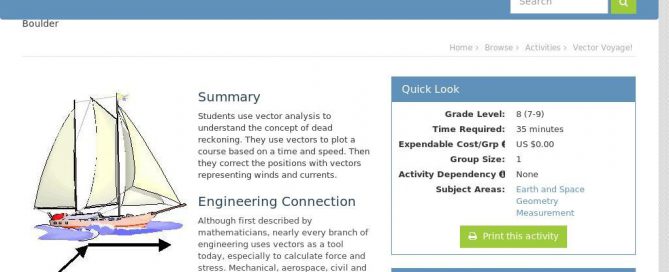 Search
Boulder
Home › Browse › Activities › Vector Voyage!
Summary
Students use vector analysis to
understand the concept of dead
reckoning. They use vectors to plot a
course based on a time and speed. Then
they correct the positions with vectors
representing winds and currents.
Engineering Connection
Although first described by
mathematicians, nearly every branch of
engineering uses vectors as a tool
today, especially to calculate force and
stress. Mechanical, aerospace, civil and
Quick Look
Grade Level: 8 (7-9)
Time Required: 35 minutes
Expendable Cost/Grp US $0.00
Group Size: 1
Activity Dependency None
Subject Areas: Earth and Space
Geometry
Measurement
Print this activity